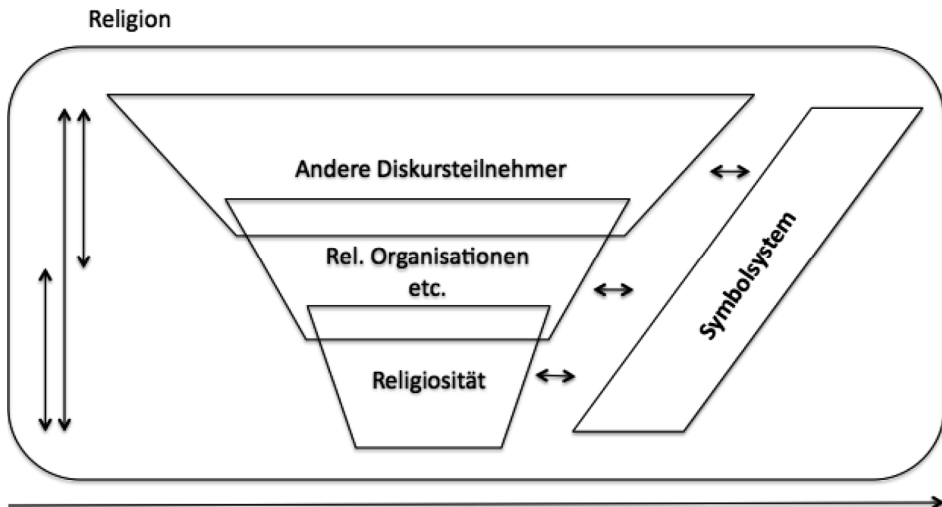 Religion
Andere Diskursteilnehmer
Rel. Organisationen
etc.
Religiosität
Symbolsystem